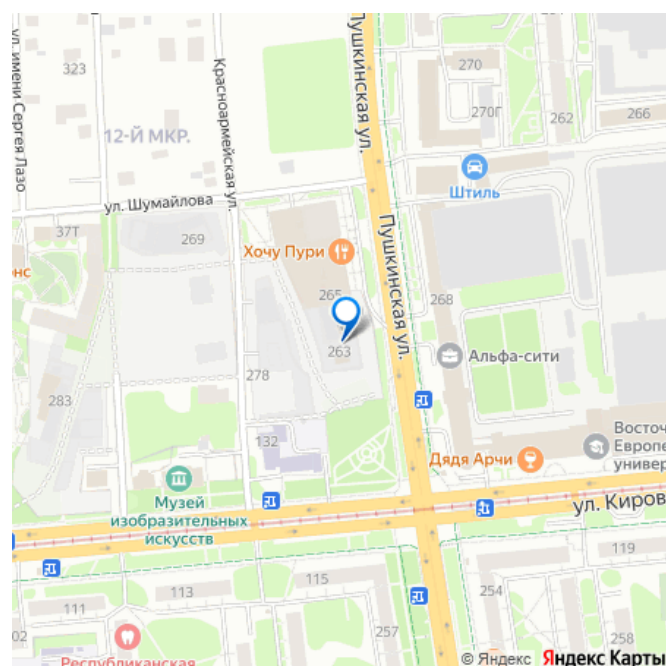 ул. имени Сергея Лазо
323
12-Й МКР.
Красноармейская ул.
Пушкинская ул.
270
270Г
262
266
Штиль
ул. Шумайлова
37Т
269
Хочу Пури
265
Пушкинская ул.
268
263
Альфа-сити
278
283
132
Дядя Арчи
Восточ
Европе
универ
Музей
изобразительных
искусств
ул. Киров
119
115
113
111
254
257
258
Республиканская
© Яндекс Яндекс Карты